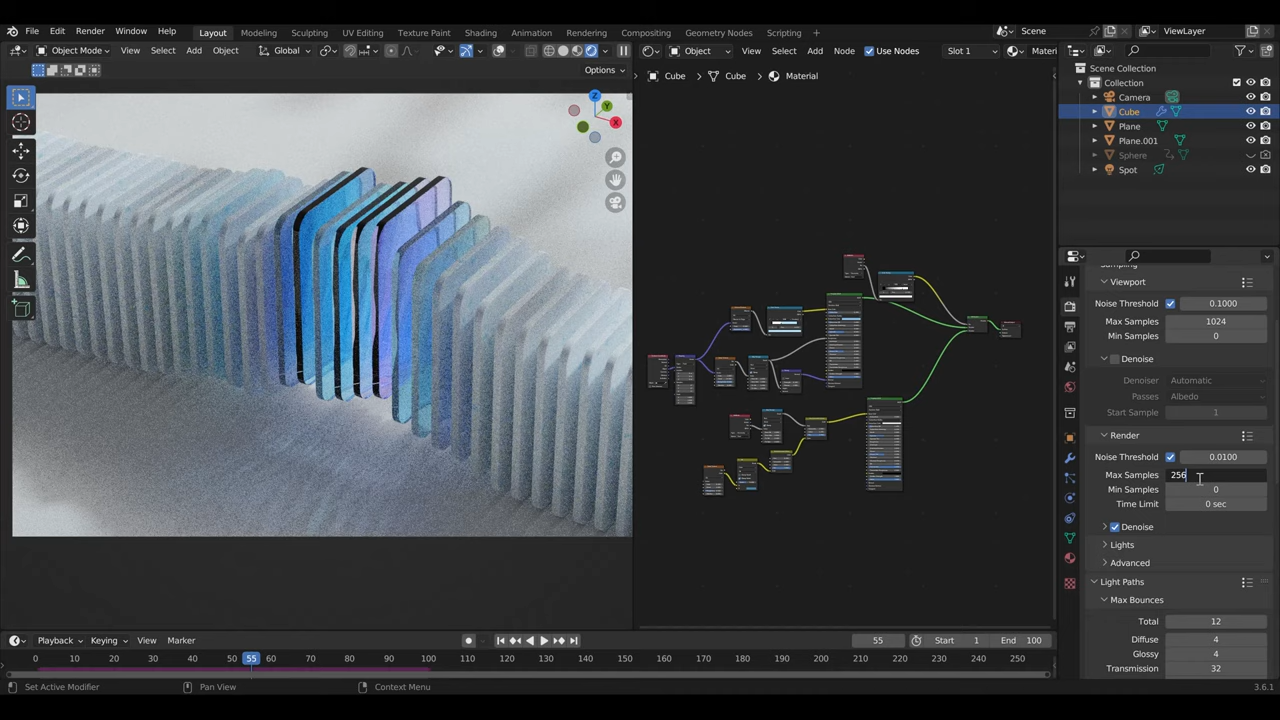 File Edit Render Window Help Layout Modeling Sculpting UV Editing Texture Paint Shading Animation Rendering Compositing Geometry Nodes Scripting + Scene ViewLayer
Object Mode View Select Add Object Global Object View Select Add Node Use Nodes Slot 1 Materi
Options
Cube > Cube > Material
Z
Y
X
Scene Collection
Collection
Camera
Cube
Plane
Plane.001
Sphere
Spot
Sampling
Viewport
Noise Threshold 0.1000
Max Samples 1024
Min Samples 0
Denoise
Denoiser Automatic
Passes Albedo
Start Sample 1
Render
Noise Threshold 0.0100
Max Samples 256
Min Samples 0
Time Limit 0 sec
Denoise
Lights
Advanced
Light Paths
Max Bounces
Total 12
Diffuse 4
Glossy 4
Transmission 32
Playback Keying View Marker 55 Start 1 End 100
0 10 20 30 40 50 55 60 70 80 90 100 110 120 130 140 150 160 170 180 190 200 210 220 230 240 250
Set Active Modifier Pan View Context Menu 3.6.1